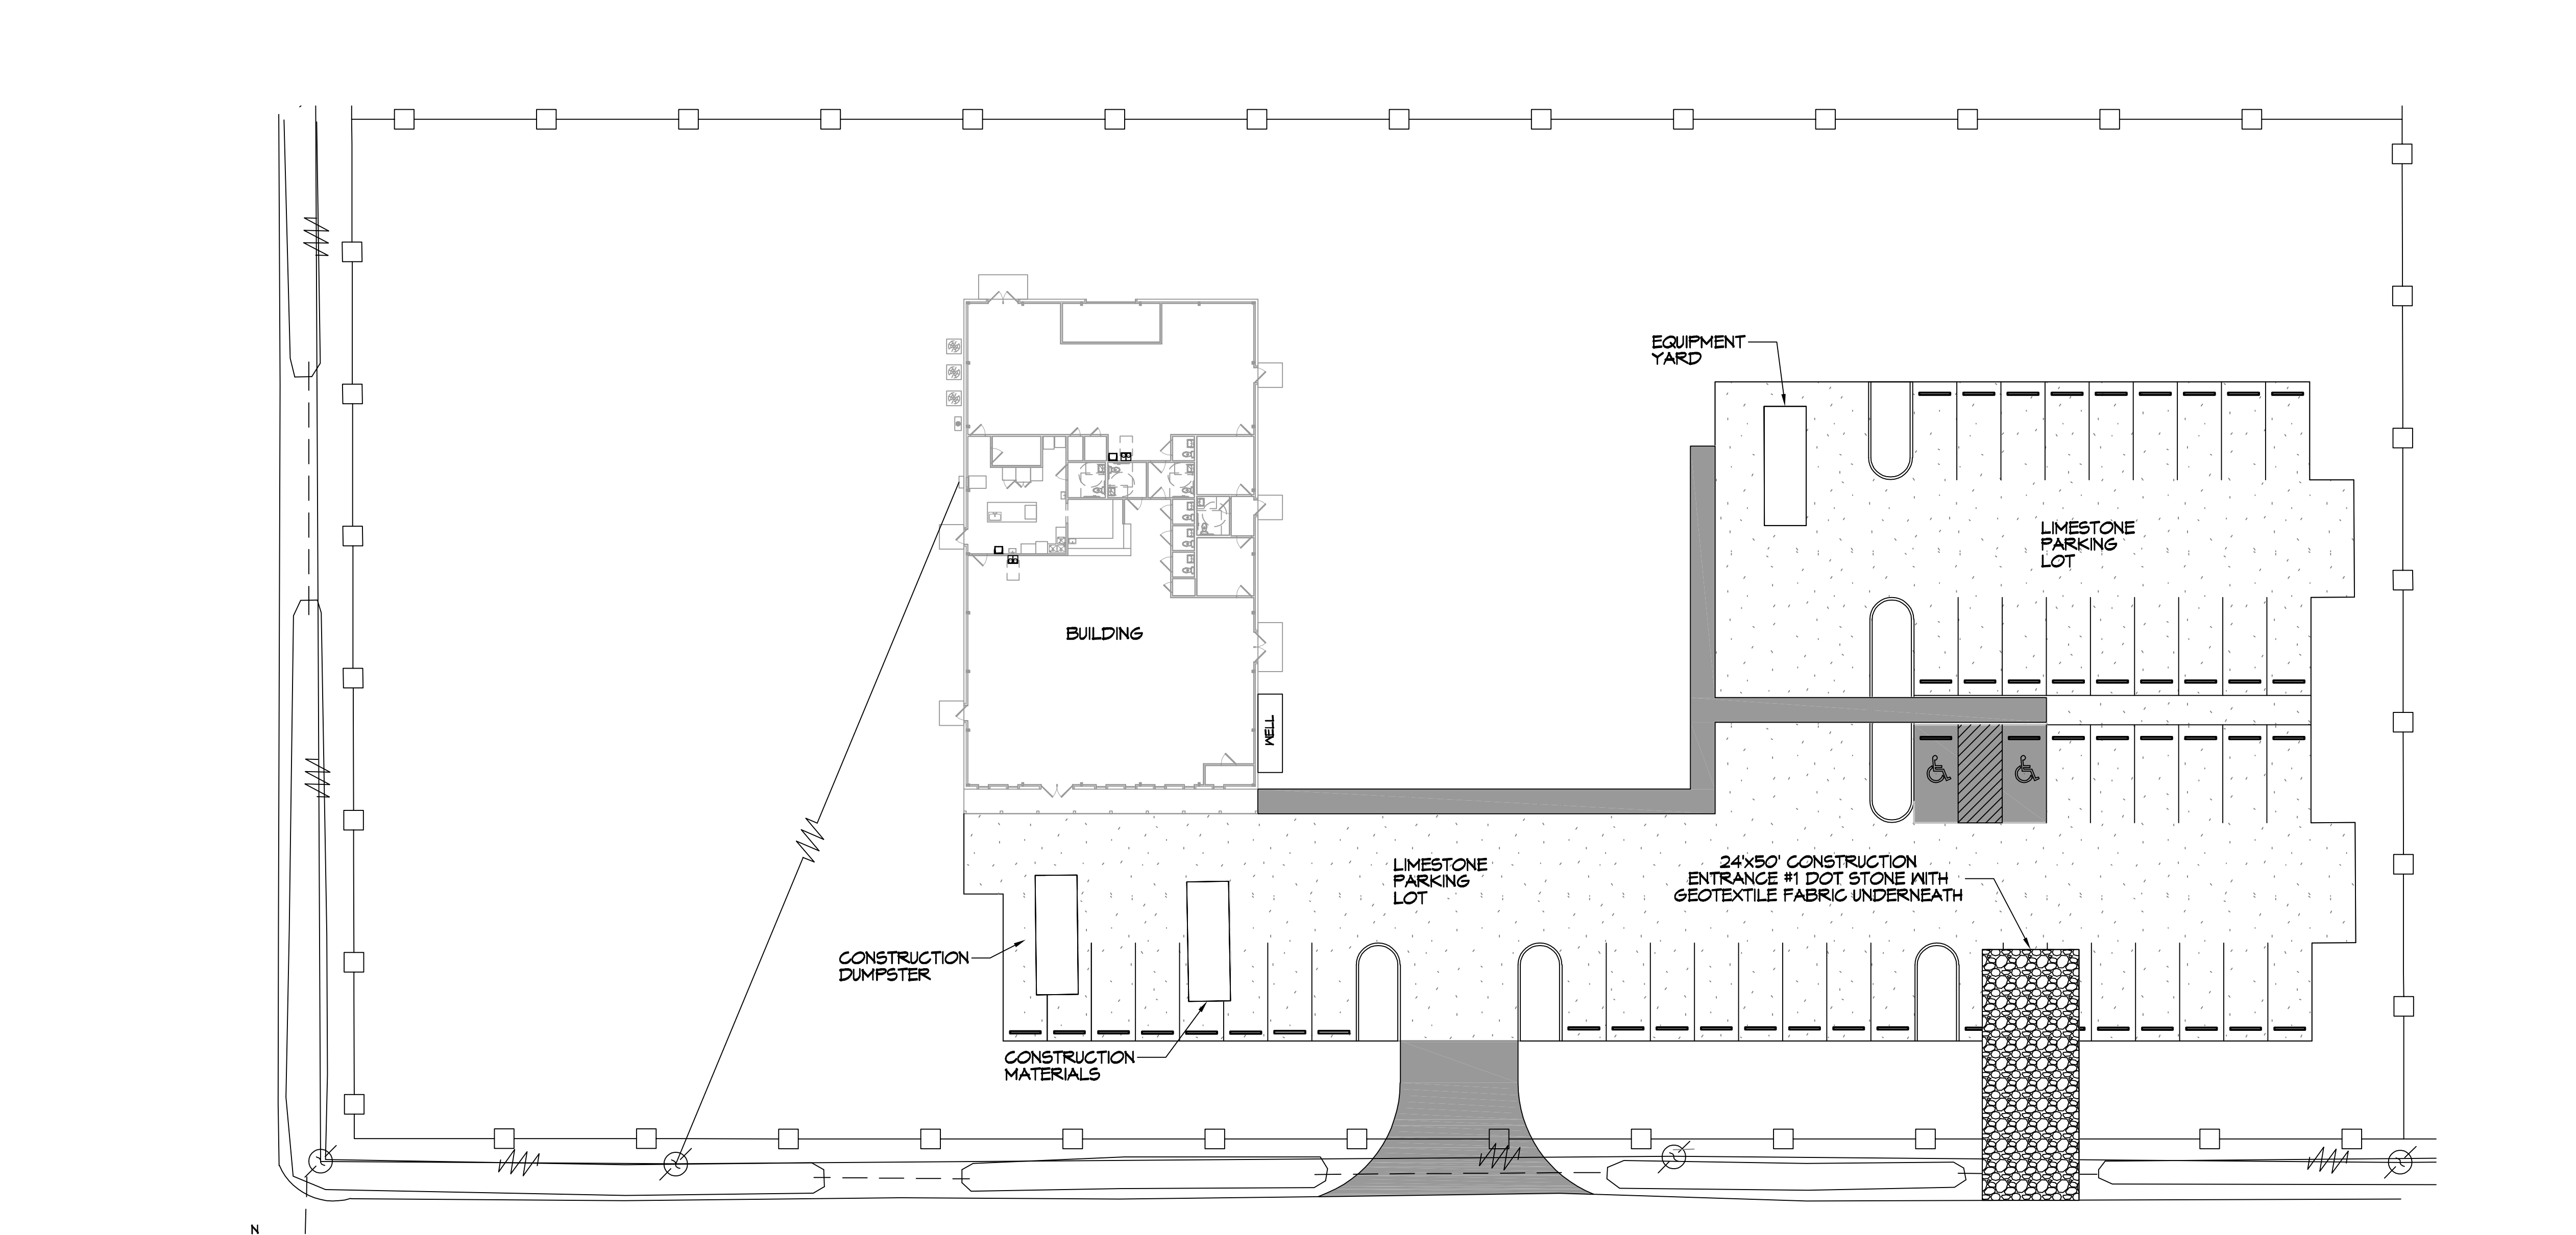 EQUIPMENT
YARD
LIMESTONE
PARKING
LOT
BUILDING
WELL
LIMESTONE
PARKING
LOT
24'x50' CONSTRUCTION
ENTRANCE #1 DOT STONE WITH
GEOTEXTILE FABRIC UNDERNEATH
CONSTRUCTION
DUMPSTER
CONSTRUCTION
MATERIALS
N